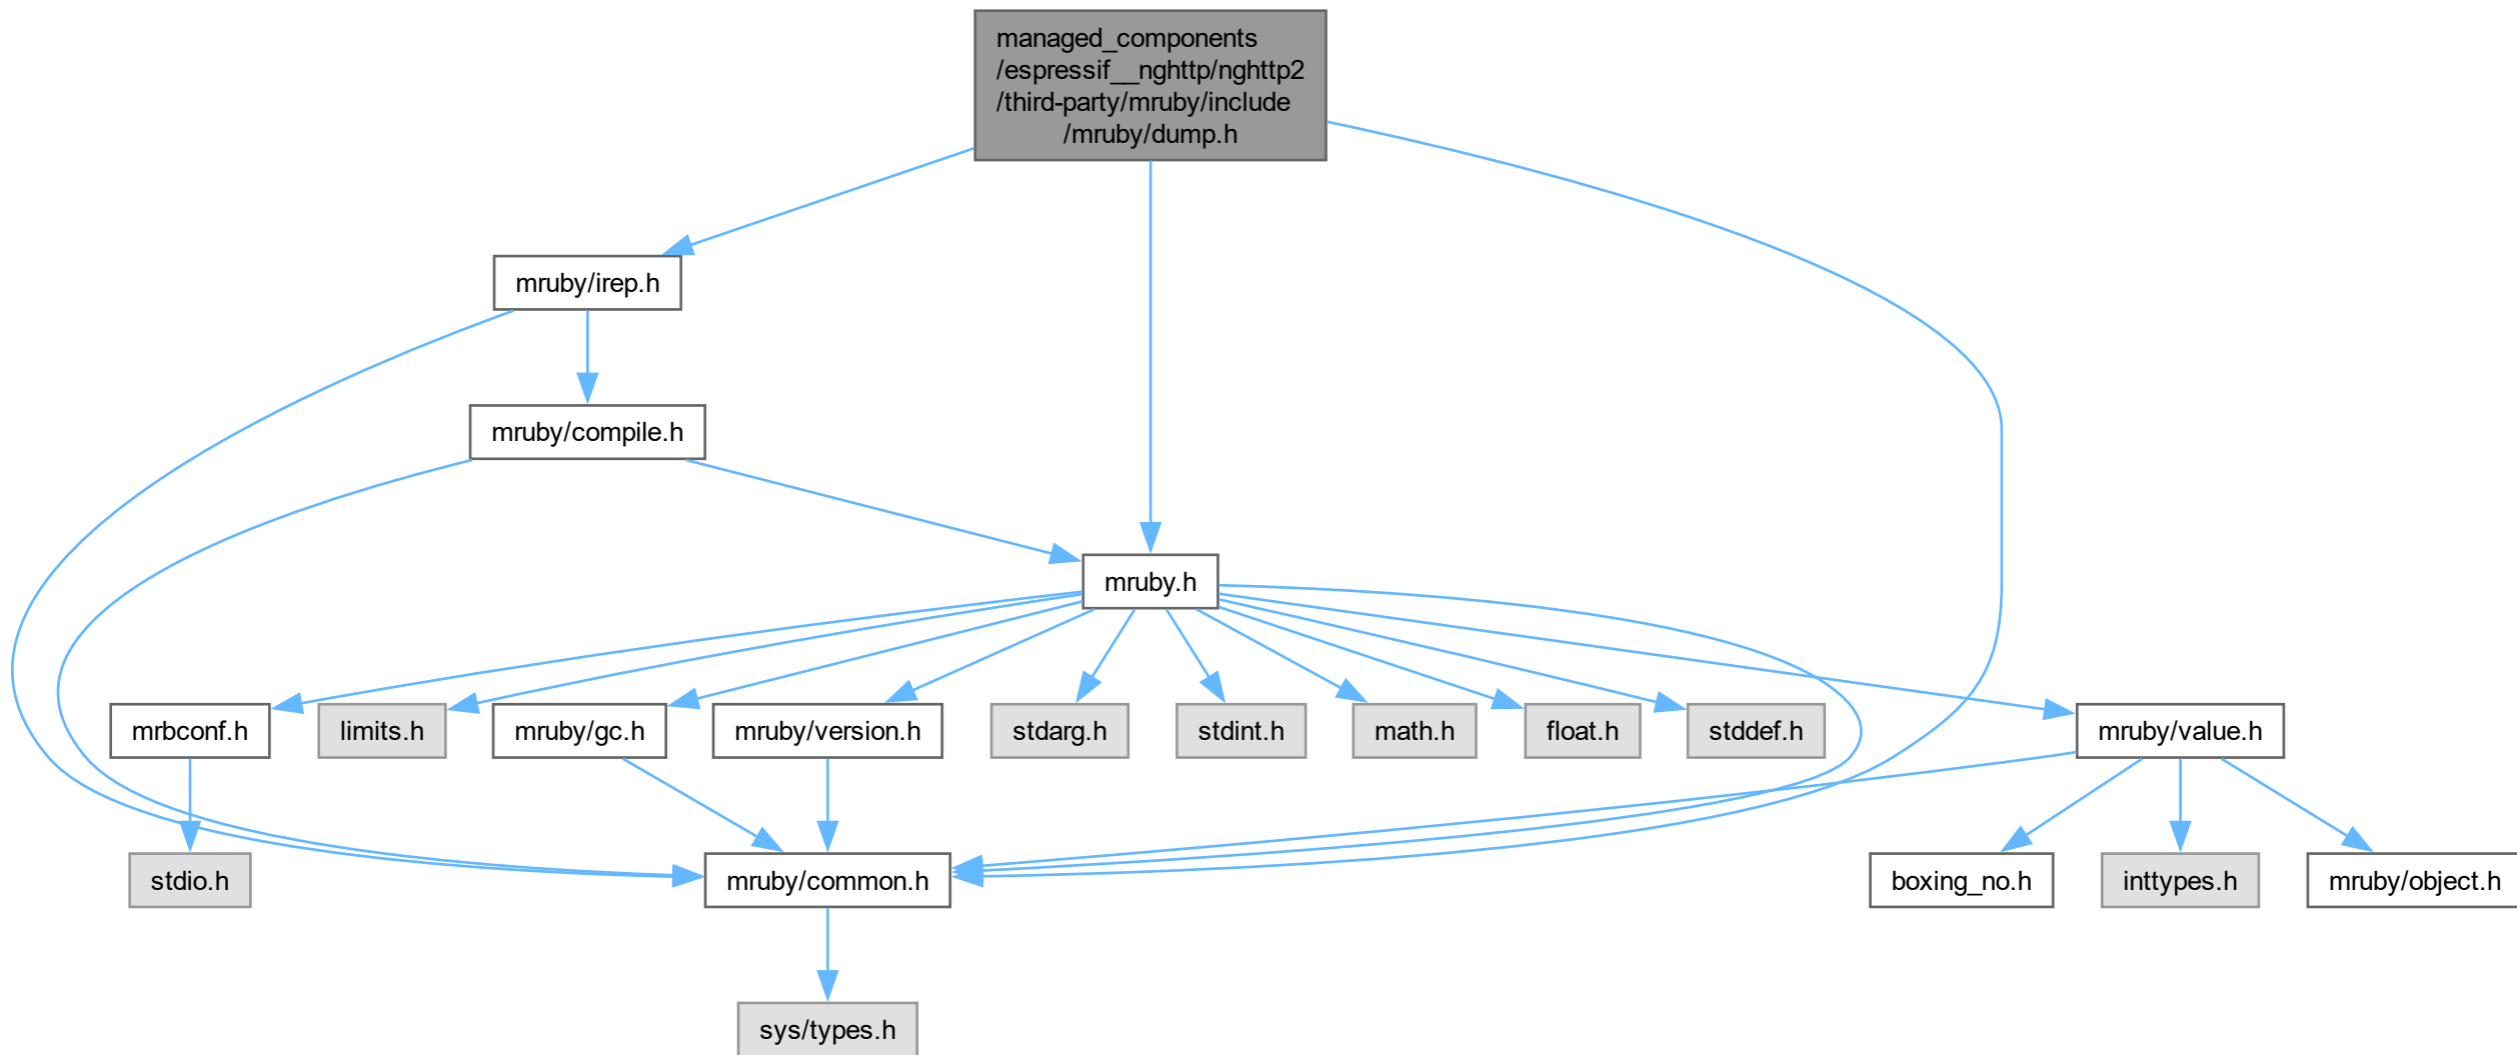 managed_components
/espressif__nghttp/nghttp2
/third-party/mruby/include
/mruby/dump.h
mruby/irep.h
mruby/compile.h
mruby.h
mrbconf.h
limits.h
mruby/gc.h
mruby/version.h
stdarg.h
stdint.h
math.h
float.h
stddef.h
mruby/value.h
stdio.h
mruby/common.h
boxing_no.h
inttypes.h
mruby/object.h
sys/types.h